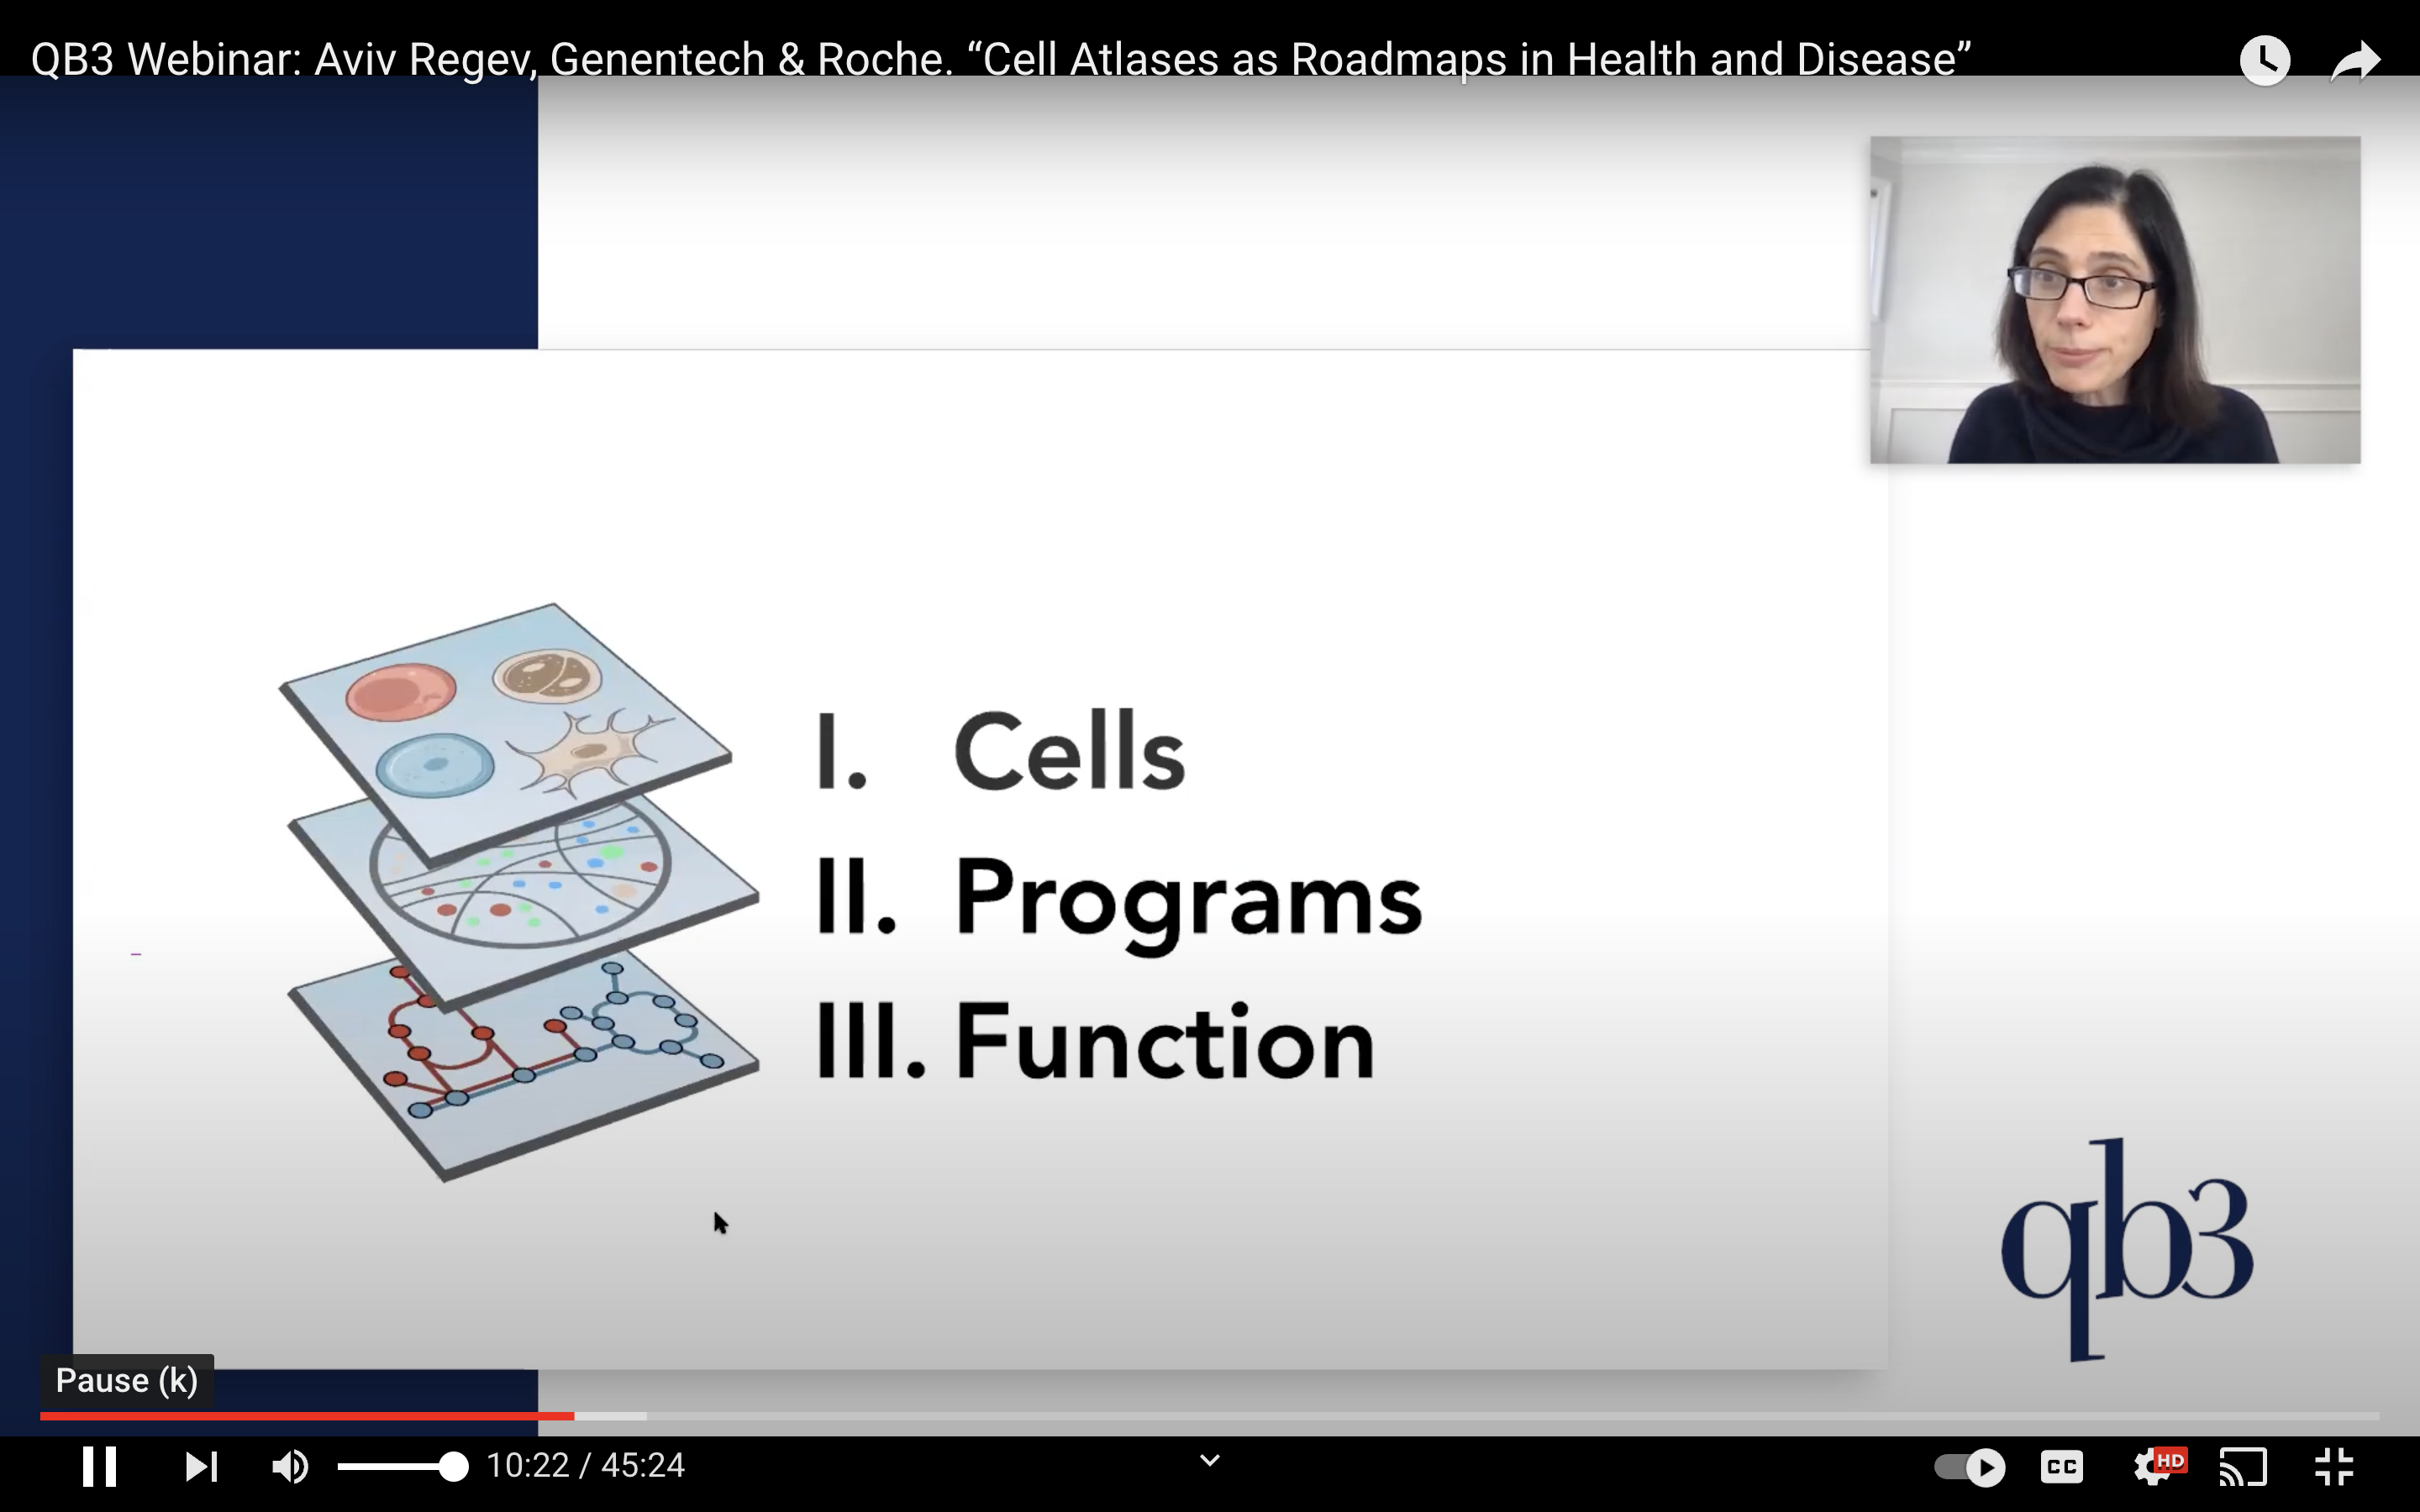 QB3 Webinar: Aviv Regev, Genentech & Roche. “Cell Atlases as Roadmaps in Health and Disease”
I. Cells
II. Programs
III. Function
qb3
Pause (k)
10:22 / 45:24
CC
HD